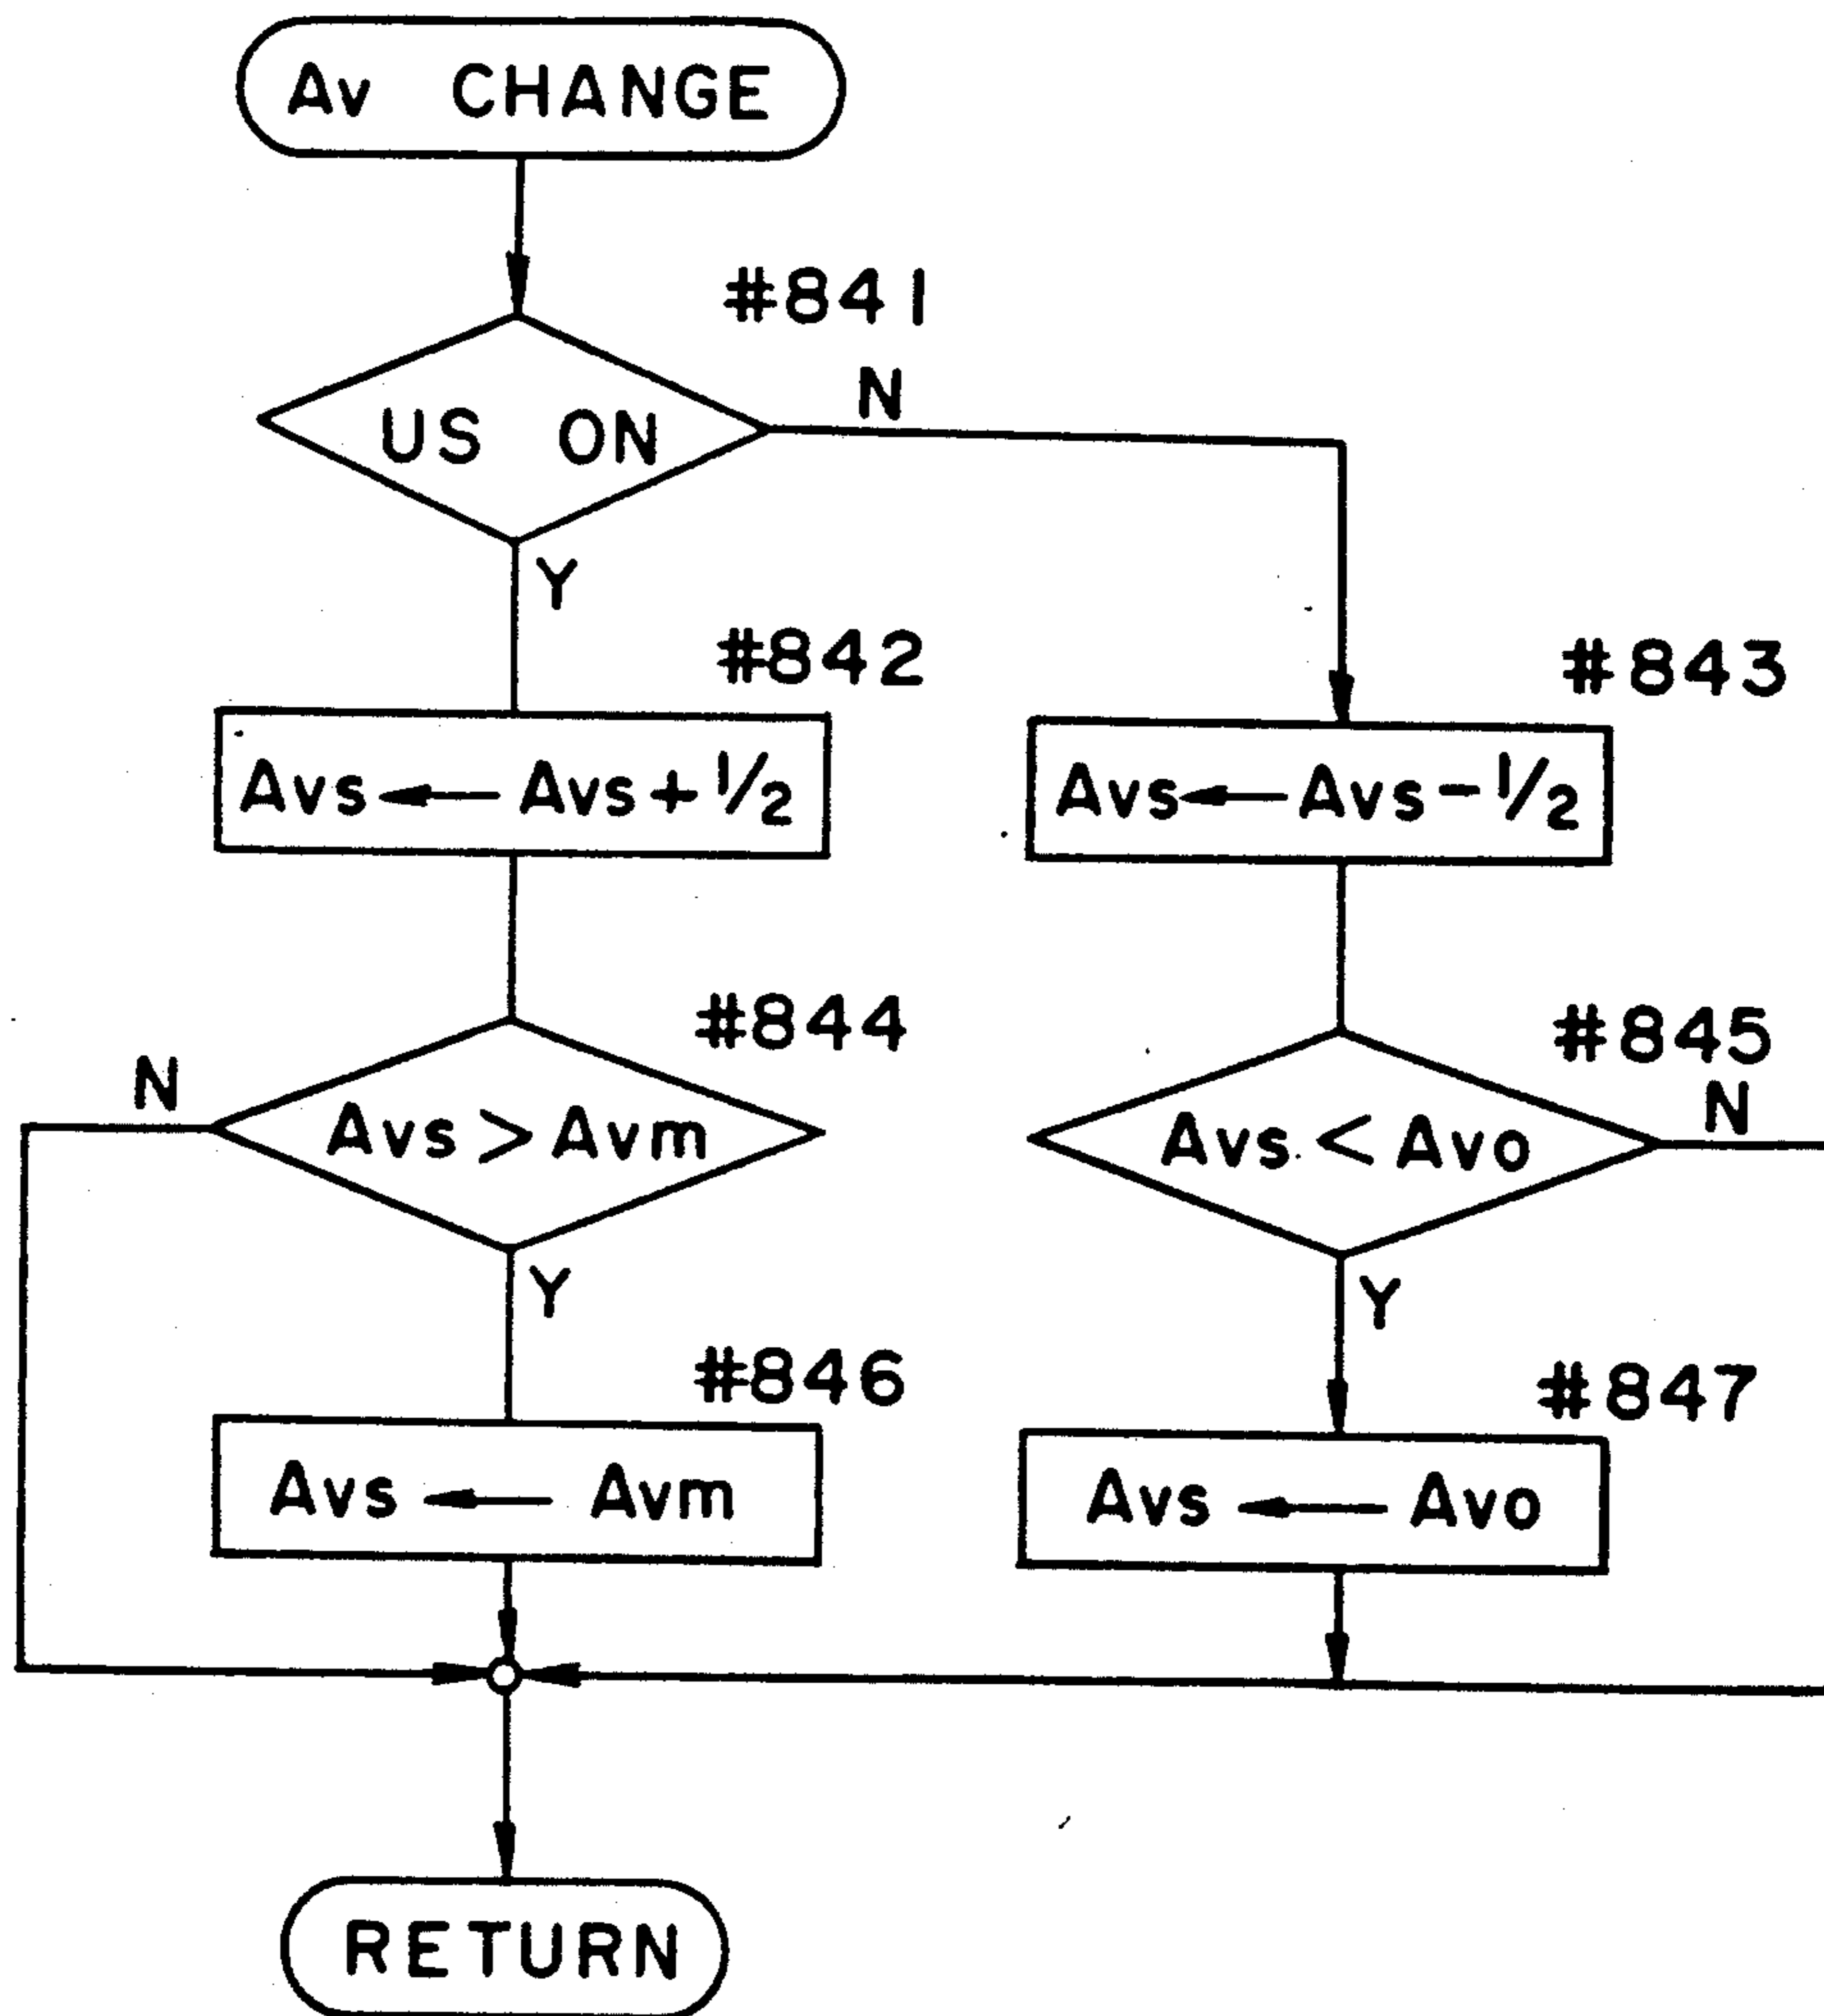 Av CHANGE
#841
US ON
N
Y
#842
#843
Avs ← Avs + 1/2
Avs ← Avs - 1/2
#844
#845
N
Avs > Avm
Avs < Avo
N
Y
Y
#846
#847
Avs ← Avm
Avs ← Avo
RETURN